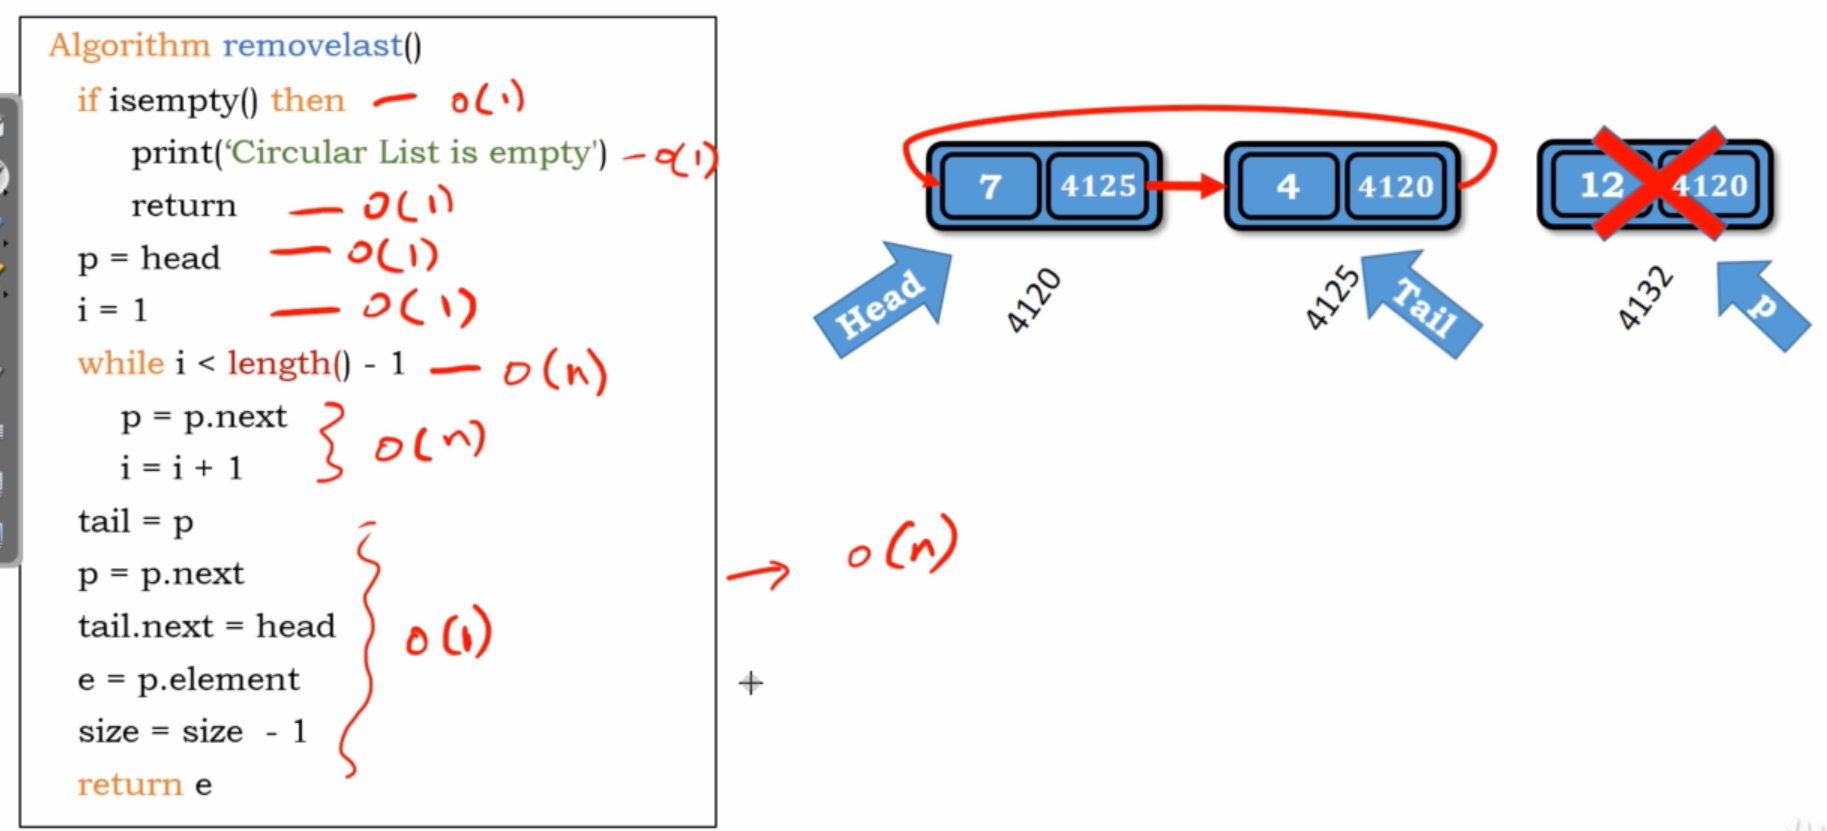 Algorithm removelast()
if isempty() then — O(1)
print('Circular List is empty') — O(1)
return — O(1)
p = head — O(1)
i = 1 — O(1)
while i < length() - 1 — O(n)
p = p.next
i = i + 1
O(n)
tail = p
p = p.next
tail.next = head
e = p.element
size = size - 1
return e
O(1)
→ O(n)
7 4125 4 4120 12 4120
Head 4120 4125 Tail 4132 p